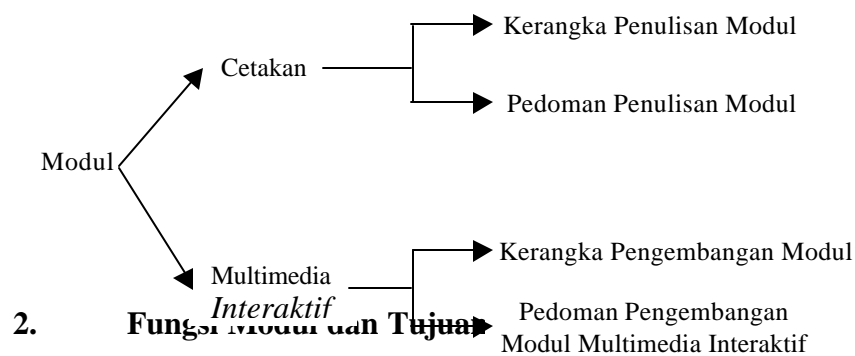 Kerangka Penulisan Modul
Cetakan
Pedoman Penulisan Modul
Modul
Kerangka Pengembangan Modul
Multimedia
Interaktif
Pedoman Pengembangan
Modul Multimedia Interaktif
2. Fungsi Modul dan Tujuan